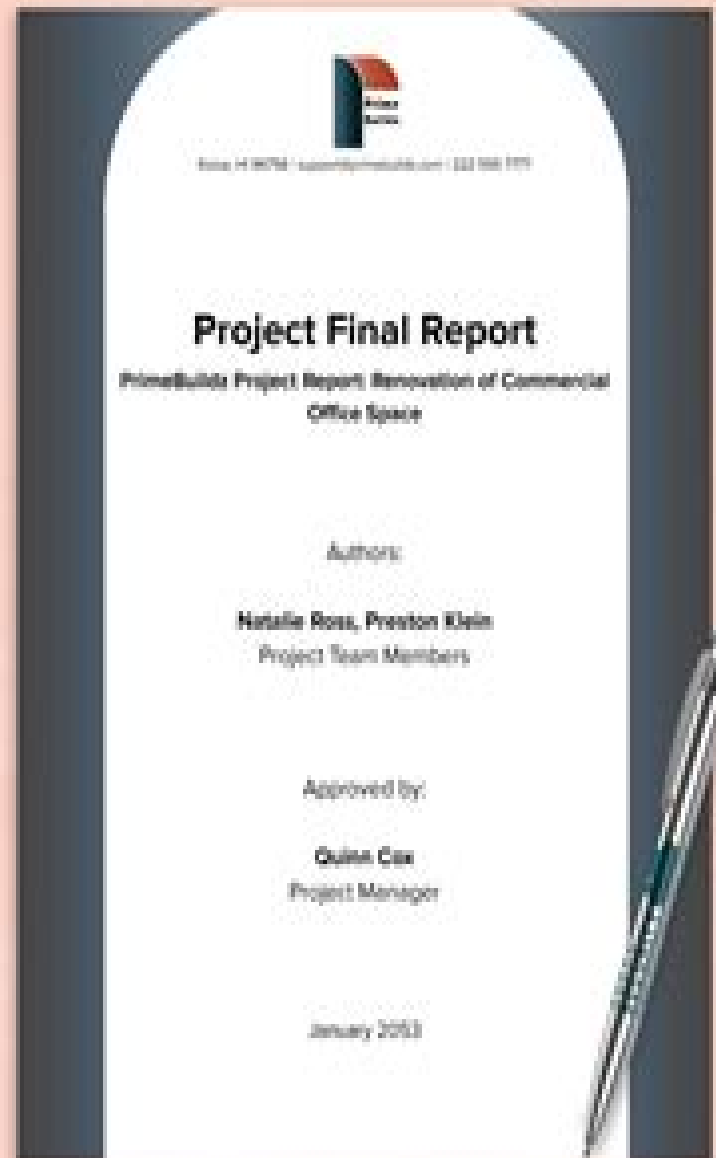 Prime
Project Final Report
PrimeBuilds Project Report: Renovation of Commercial
Office Space
Authors:
Natalie Ross, Preston Klein
Project Team Members
Approved by:
Quinn Cox
Project Manager
January 2053